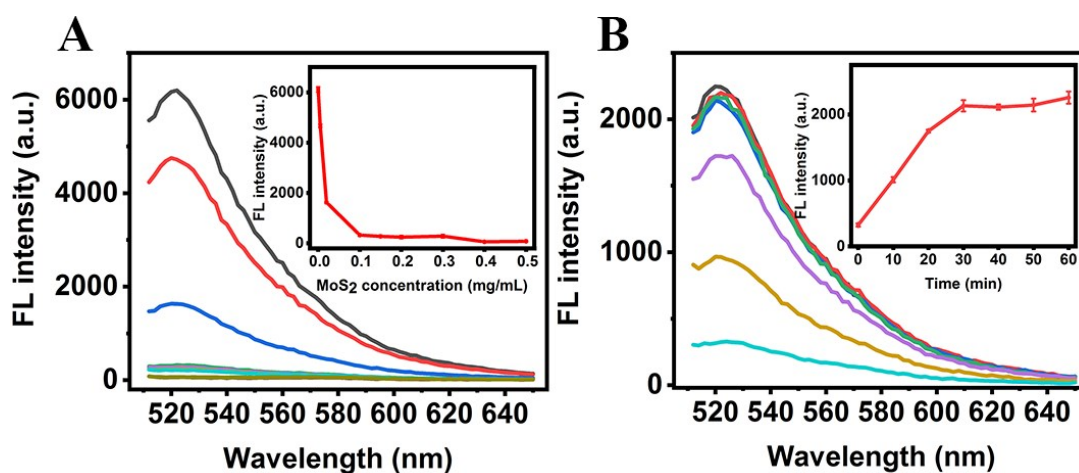 A
FL intensity (a.u.)
6000
4000
2000
0
520 540 560 580 600 620 640
Wavelength (nm)
FL intensity (a.u.)
6000
4000
2000
0
0.0 0.1 0.2 0.3 0.4 0.5
MoS2 concentration (mg/mL)
B
FL intensity (a.u.)
2000
1000
0
520 540 560 580 600 620 640
Wavelength (nm)
FL intensity (a.u.)
2000
1000
0
0 10 20 30 40 50 60
Time (min)